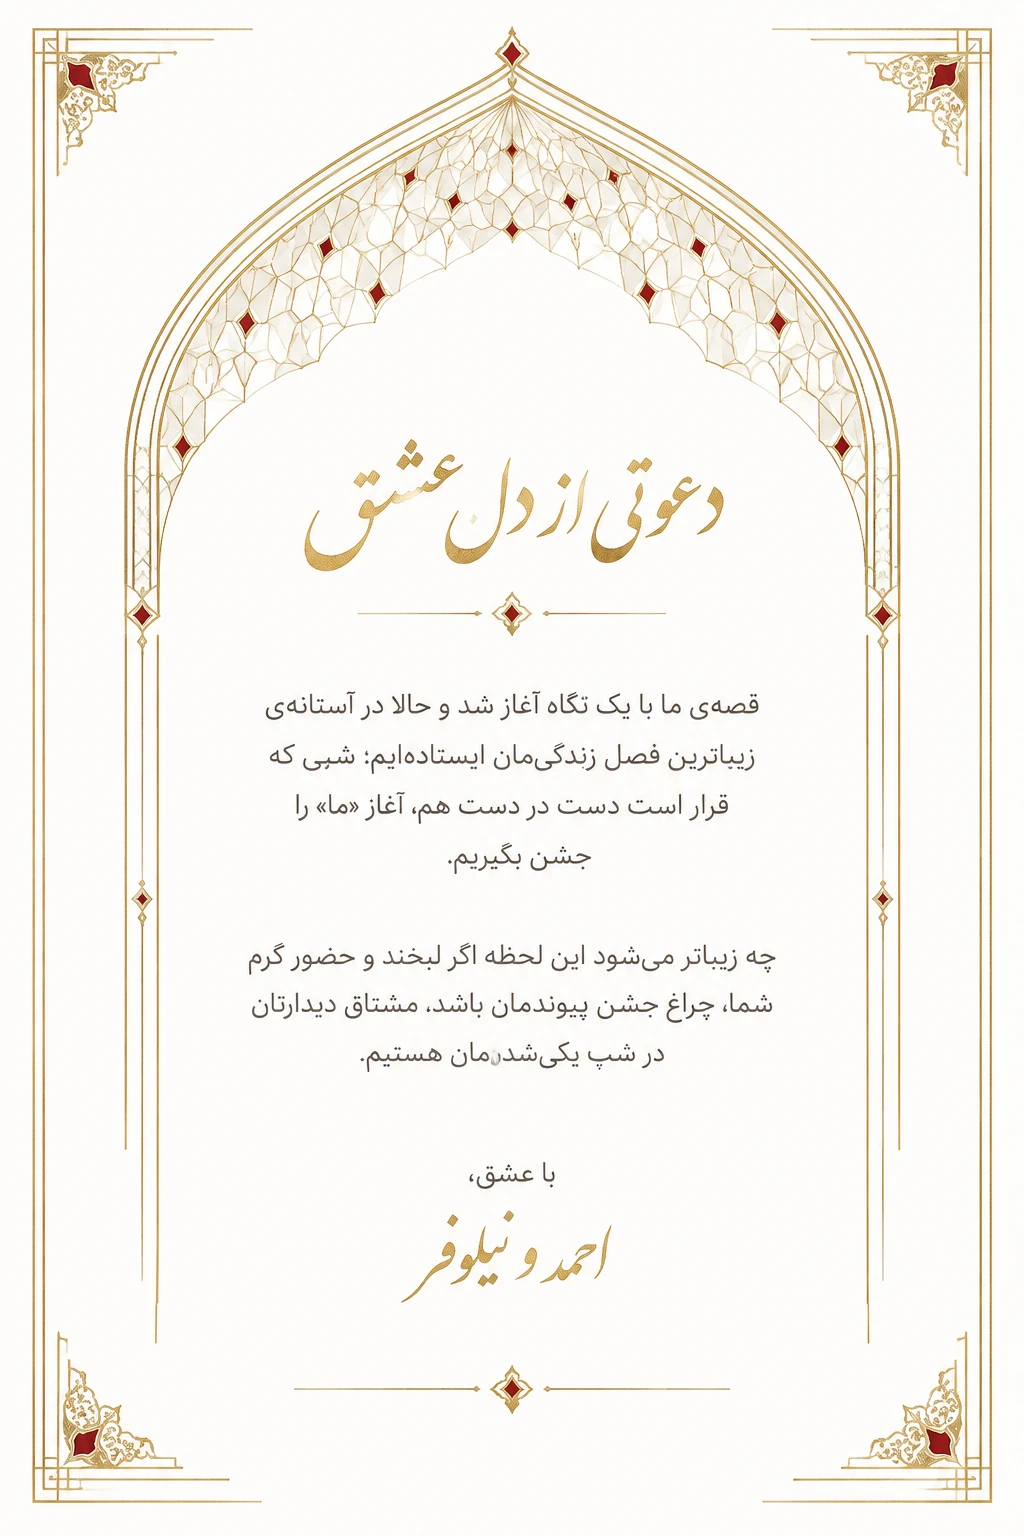 دعوتی از دل عشق
قصه‌ی ما با یک نگاه آغاز شد و حالا در آستانه‌ی
زیباترین فصل زندگی‌مان ایستاده‌ایم؛ شبی که
قرار است دست در دست هم، آغاز «ما» را
جشن بگیریم.
چه زیباتر می‌شود این لحظه اگر لبخند و حضور گرم
شما، چراغ جشن پیوندمان باشد، مشتاق دیدارتان
در شپ یکی‌شدن‌مان هستیم.
با عشق،
احمد و نیلوفر